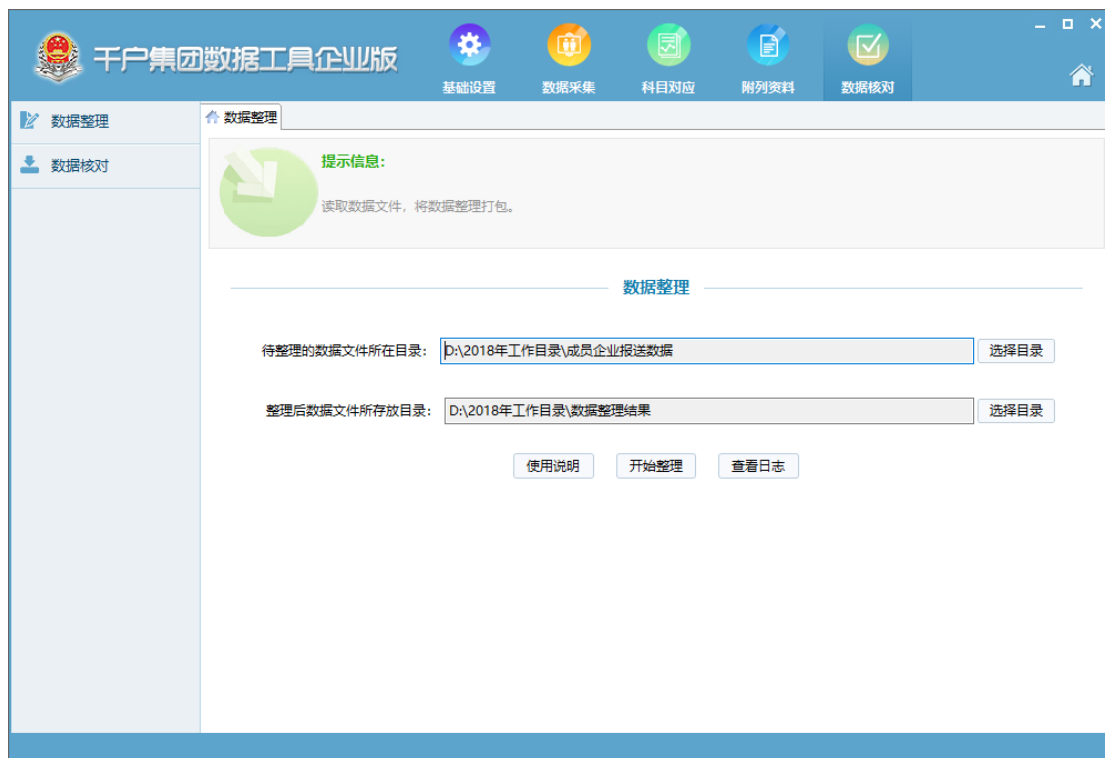 千户集团数据工具企业版
基础设置
数据采集
科目对应
附列资料
数据核对
数据整理
数据核对
数据整理
提示信息:
读取数据文件，将数据整理打包。
数据整理
待整理的数据文件所在目录: D:\2018年工作目录\成员企业报送数据 选择目录
整理后数据文件所存放目录: D:\2018年工作目录\数据整理结果 选择目录
使用说明 开始整理 查看日志